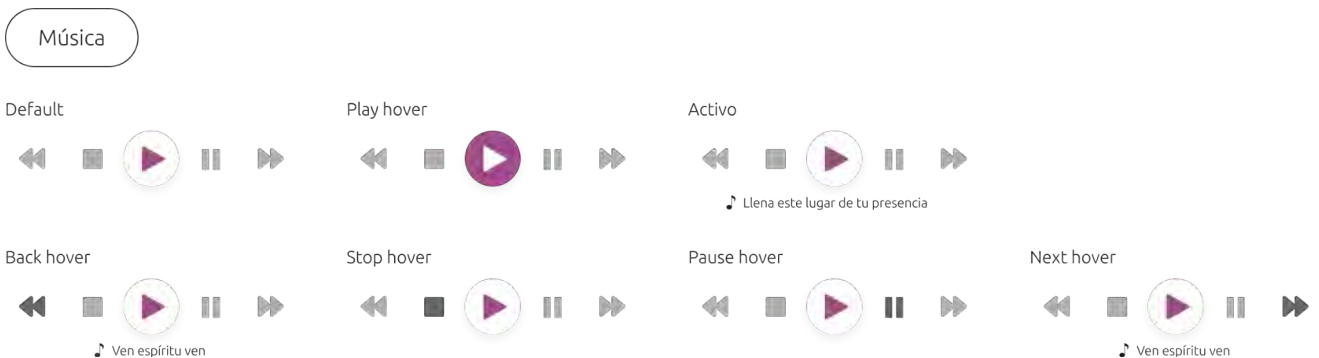 Música
Default
Play hover
Activo
♪ Llena este lugar de tu presencia
Back hover
Stop hover
Pause hover
Next hover
♪ Ven espíritu ven
♪ Ven espíritu ven